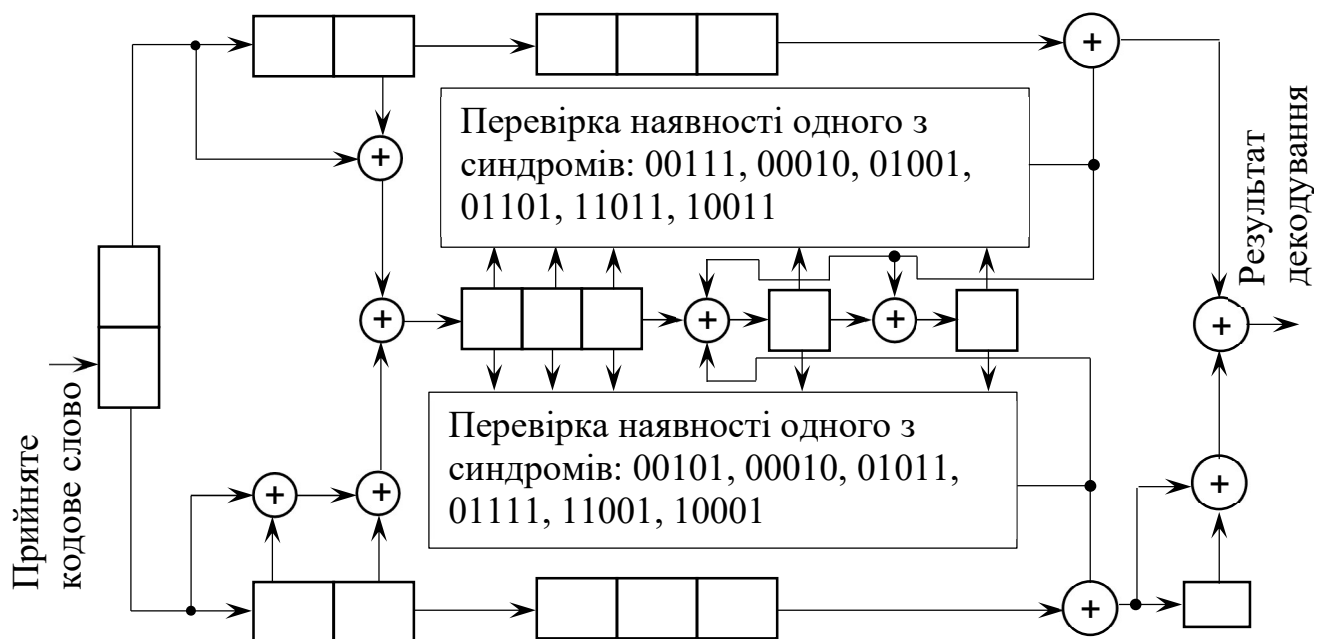 Перевірка наявності одного з
синдромів: 00111, 00010, 01001,
01101, 11011, 10011
Результат
декодування
Прийняте
кодове слово
Перевірка наявності одного з
синдромів: 00101, 00010, 01011,
01111, 11001, 10001